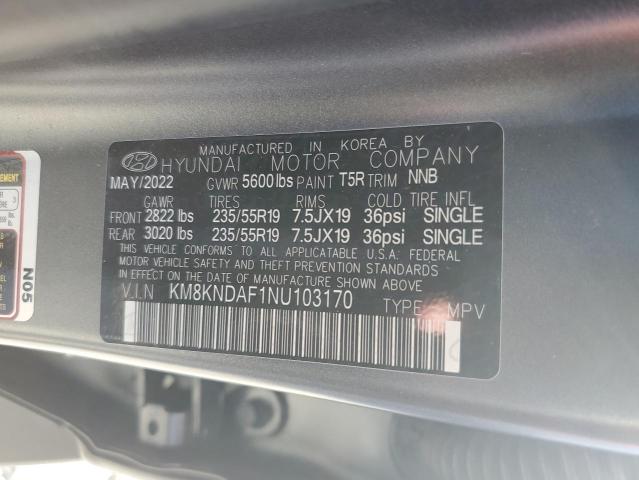 MANUFACTURED IN KOREA BY
HYUNDAI MOTOR COMPANY
MAY/2022 GVWR 5600lbs PAINT T5R TRIM NNB
GAWR TIRES RIMS COLD TIRE INFL
FRONT 2822 lbs 235/55R19 7.5JX19 36psi SINGLE
REAR 3020 lbs 235/55R19 7.5JX19 36psi SINGLE
THIS VEHICLE CONFORMS TO ALL APPLICABLE U.S.A. FEDERAL
MOTOR VEHICLE SAFETY AND THEFT PREVENTION STANDARDS
IN EFFECT ON THE DATE OF MANUFACTURE SHOWN ABOVE.
V.I.N KM8KNDAF1NU103170 TYPE MPV
N05